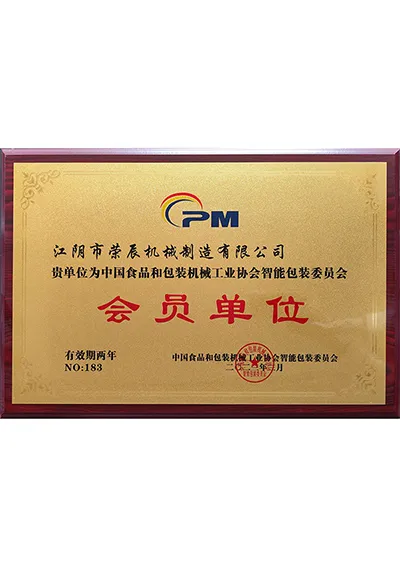 CPM
江阴市荣辰机械制造有限公司
贵单位为中国食品和包装机械工业协会智能包装委员会
会员单位
有效期两年
NO:183
中国食品和包装机械工业协会智能包装委员会